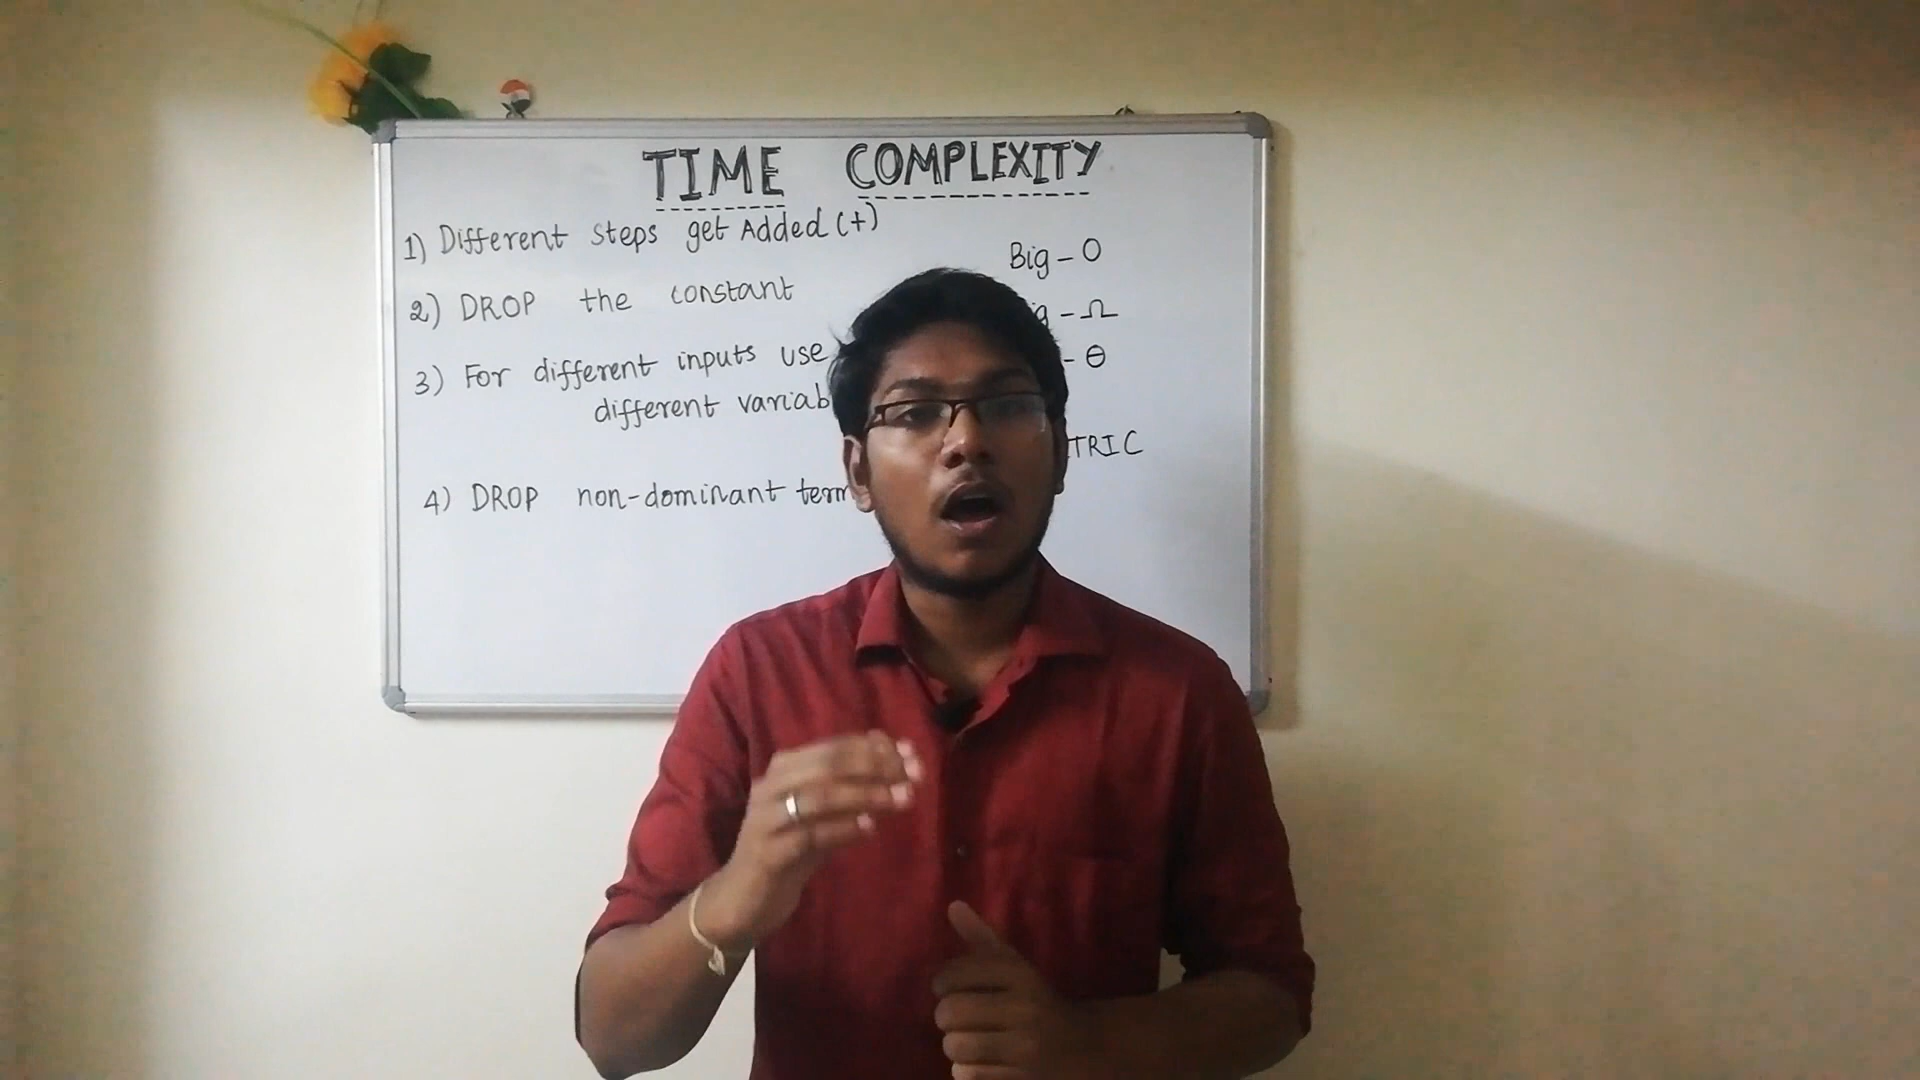 TIME COMPLEXITY
1) Different steps get Added (+)
2) DROP the constant
3) For different inputs use
different
4) DROP non-dominant
Big - O
- Ω
- Θ